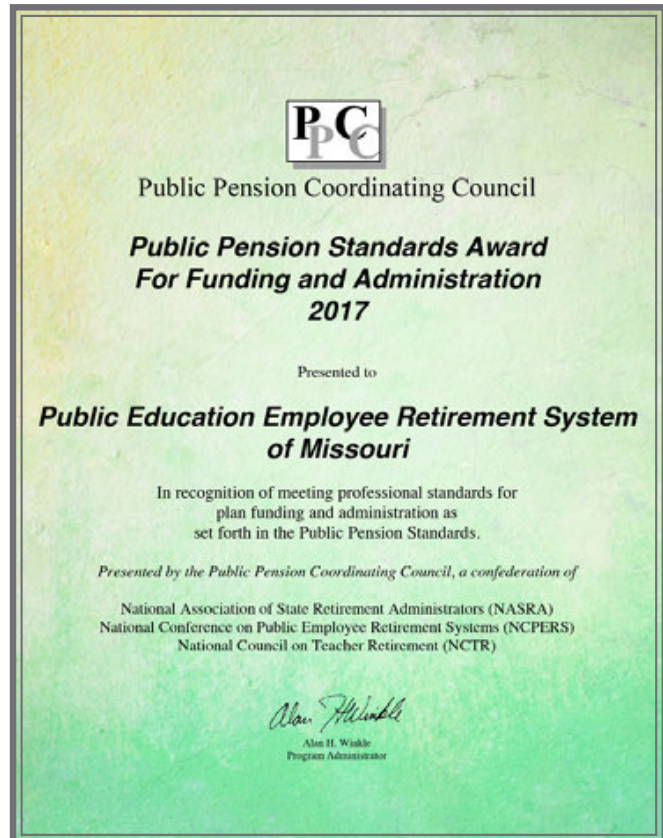 PPCC
Public Pension Coordinating Council
Public Pension Standards Award
For Funding and Administration
2017
Presented to
Public Education Employee Retirement System
of Missouri
In recognition of meeting professional standards for
plan funding and administration as
set forth in the Public Pension Standards.
Presented by the Public Pension Coordinating Council, a confederation of
National Association of State Retirement Administrators (NASRA)
National Conference on Public Employee Retirement Systems (NCPERS)
National Council on Teacher Retirement (NCTR)
Alan H Winkle
Alan H. Winkle
Program Administrator